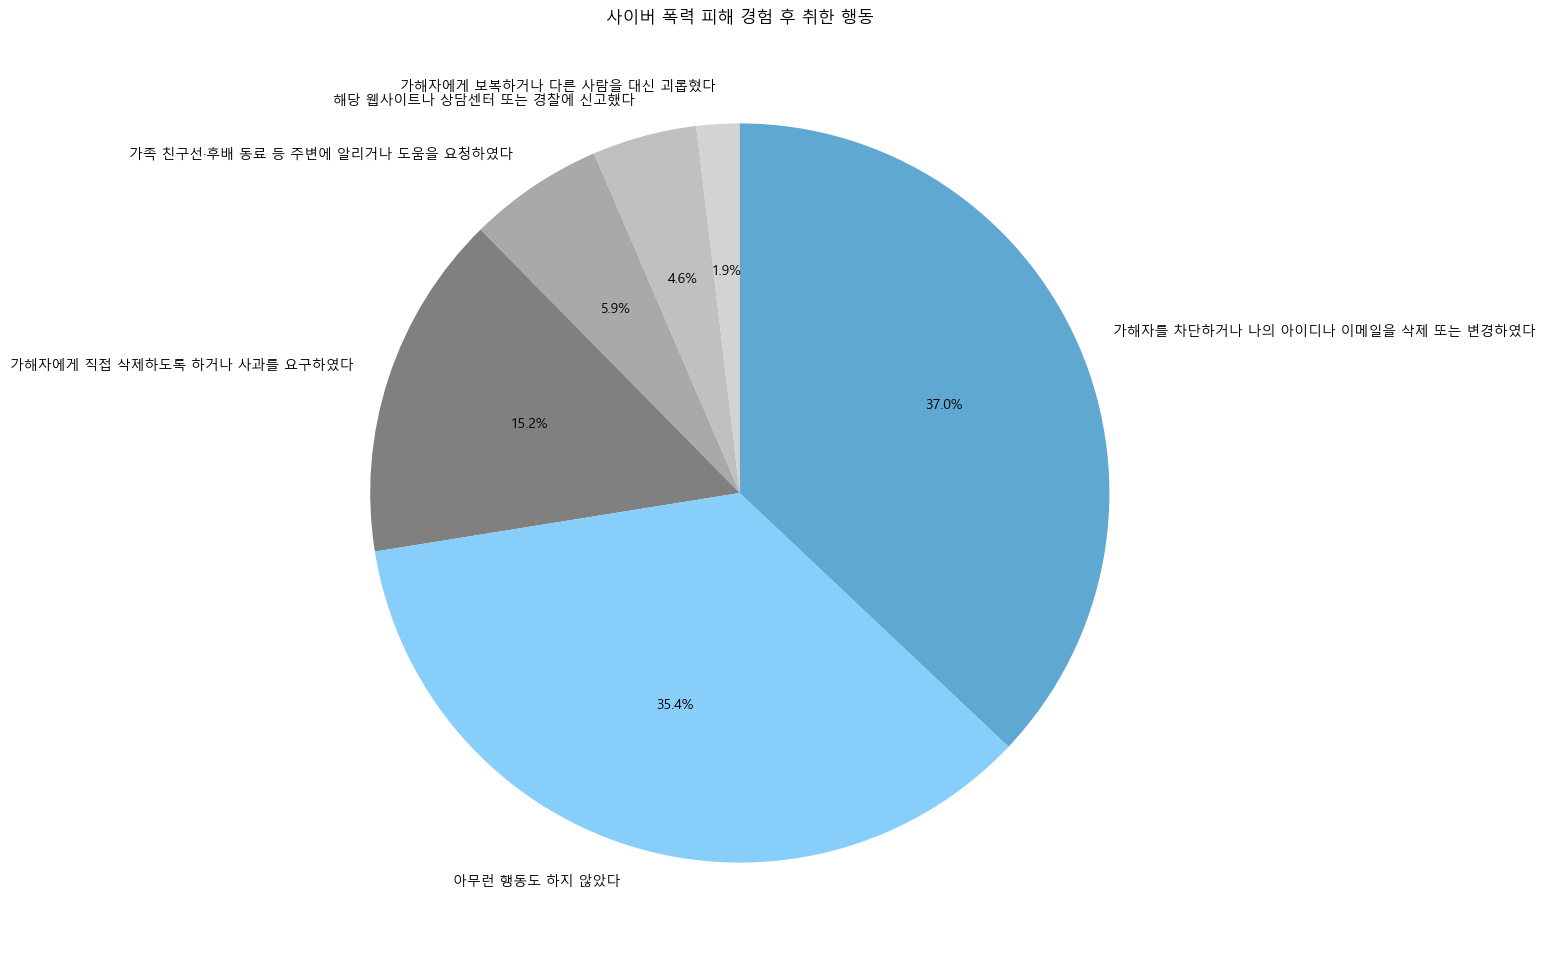 사이버 폭력 피해 경험 후 취한 행동
가해자에게 보복하거나 다른 사람을 대신 괴롭혔다
해당 웹사이트나 상담센터 또는 경찰에 신고했다
가족 친구선·후배 동료 등 주변에 알리거나 도움을 요청하였다
1.9%
4.6%
5.9%
가해자를 차단하거나 나의 아이디나 이메일을 삭제 또는 변경하였다
가해자에게 직접 삭제하도록 하거나 사과를 요구하였다
37.0%
15.2%
35.4%
아무런 행동도 하지 않았다